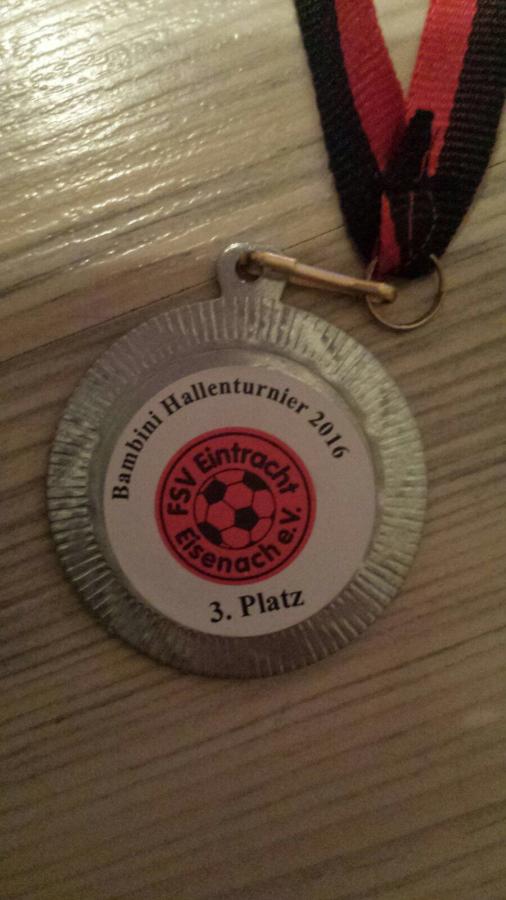 Bambini Hallenturnier 2016
FSV Eintracht
Eisenach e.V.
3. Platz